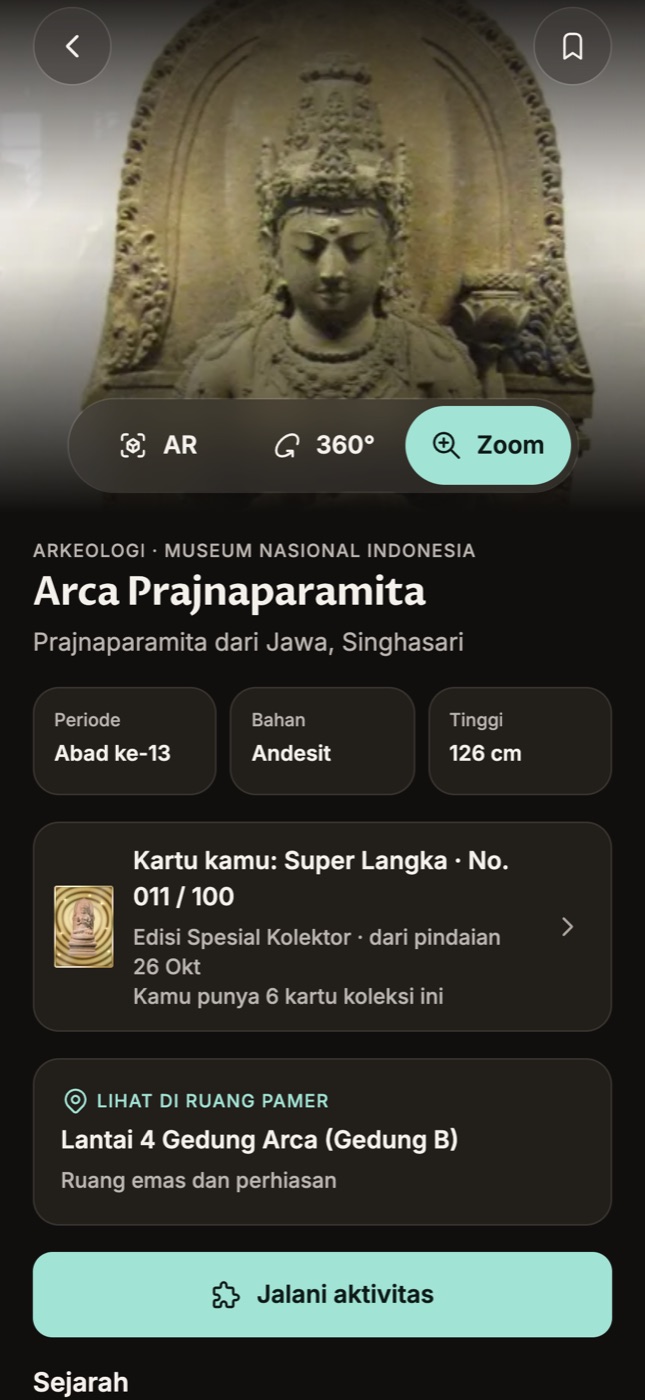 AR
360°
Zoom
ARKEOLOGI · MUSEUM NASIONAL INDONESIA
Arca Prajnaparamita
Prajnaparamita dari Jawa, Singhasari
Periode
Abad ke-13
Bahan
Andesit
Tinggi
126 cm
Kartu kamu: Super Langka · No.
011 / 100
Edisi Spesial Kolektor · dari pindaian
26 Okt
Kamu punya 6 kartu koleksi ini
LIHAT DI RUANG PAMER
Lantai 4 Gedung Arca (Gedung B)
Ruang emas dan perhiasan
Jalani aktivitas
Sejarah